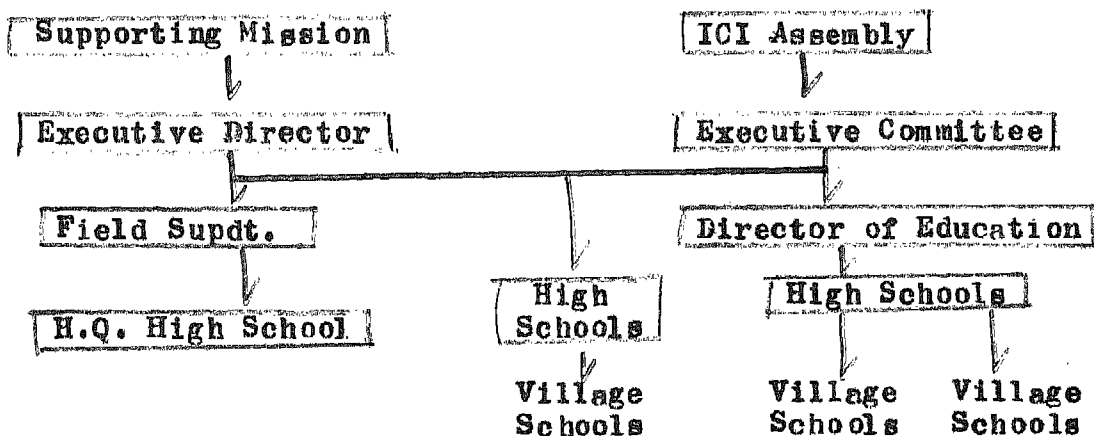 Supporting Mission
ICI Assembly
Executive Director
Executive Committee
Field Supdt.
Director of Education
High
Schools
High Schools
H.Q. High School
Village
Schools
Village
Schools
Village
Schools